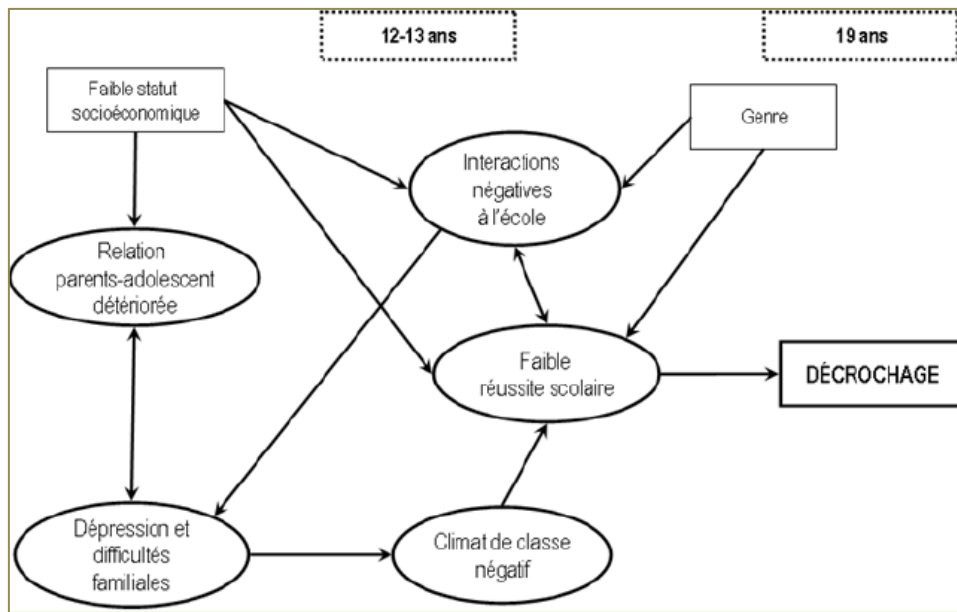 12-13 ans
19 ans
Faible statut
socioéconomique
Genre
Interactions
négatives
à l'école
Relation
parents-adolescent
détériorée
Faible
réussite scolaire
DÉCROCHAGE
Dépression et
difficultés
familiales
Climat de classe
négatif